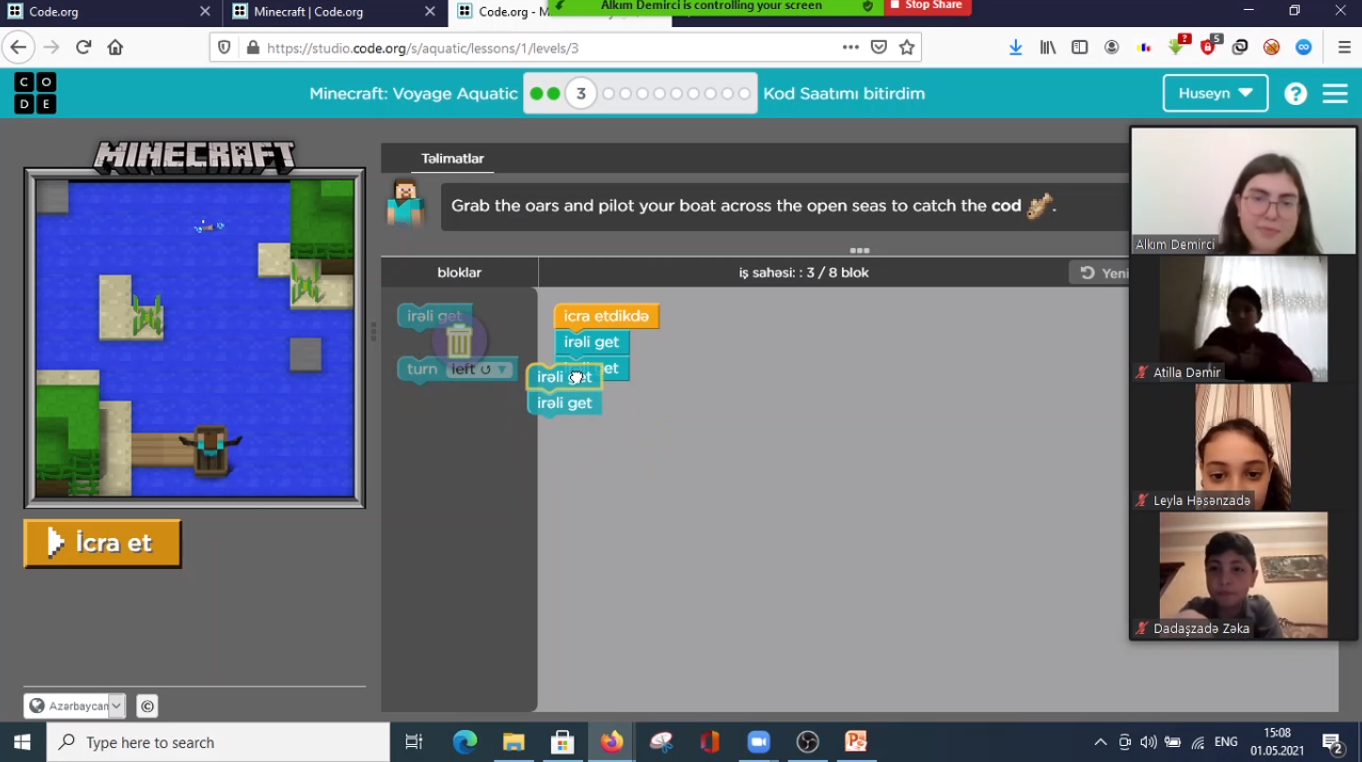 Alkım Demirci is controlling your screen
Stop Share
Code.org
Minecraft | Code.org
Code.org - M
https://studio.code.org/s/aquatic/lessons/1/levels/3
C O
D E
Minecraft: Voyage Aquatic
3
Kod Saatımı bitirdim
Huseyn
?
MINECRAFT
Təlimatlar
Grab the oars and pilot your boat across the open seas to catch the cod .
bloklar
iş sahəsi: : 3 / 8 blok
Yeni
irəli get
turn left
icra etdikdə
irəli get
get
irəli get
irəli get
İcra et
Alkım Demirci
Atilla Dəmir
Leyla Həsənzadə
Dadaşzadə Zəka
Azərbaycan
©
Type here to search
ENG
15:08
01.05.2021
2